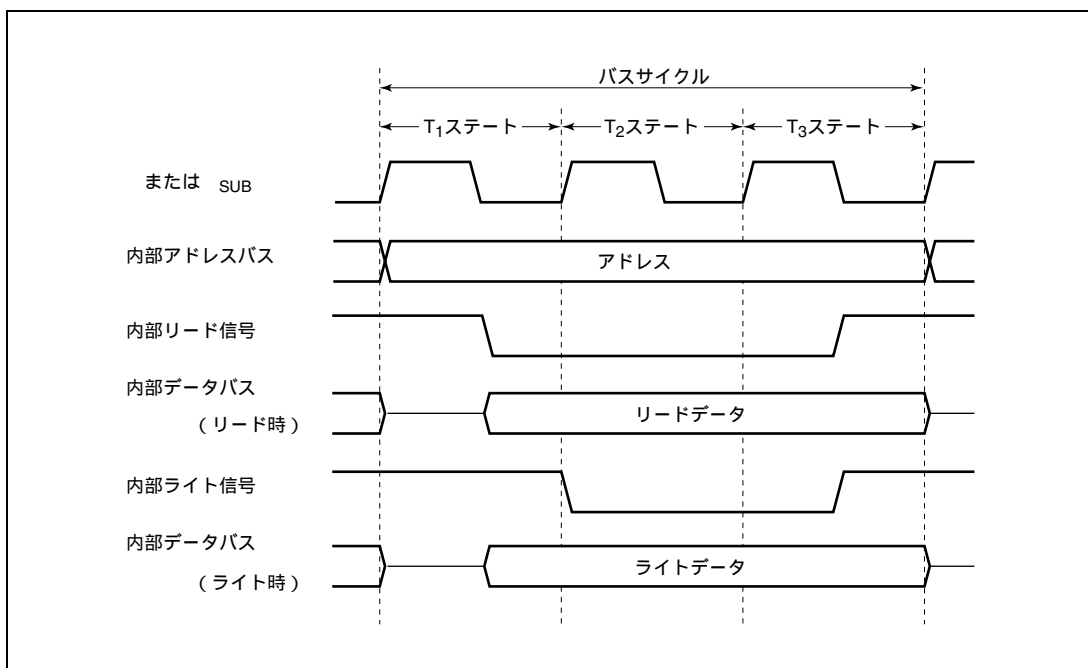 バスサイクル
T1ステート
T2ステート
T3ステート
または SUB
内部アドレスバス
アドレス
内部リード信号
内部データバス
(リード時)
リードデータ
内部ライト信号
内部データバス
(ライト時)
ライトデータ